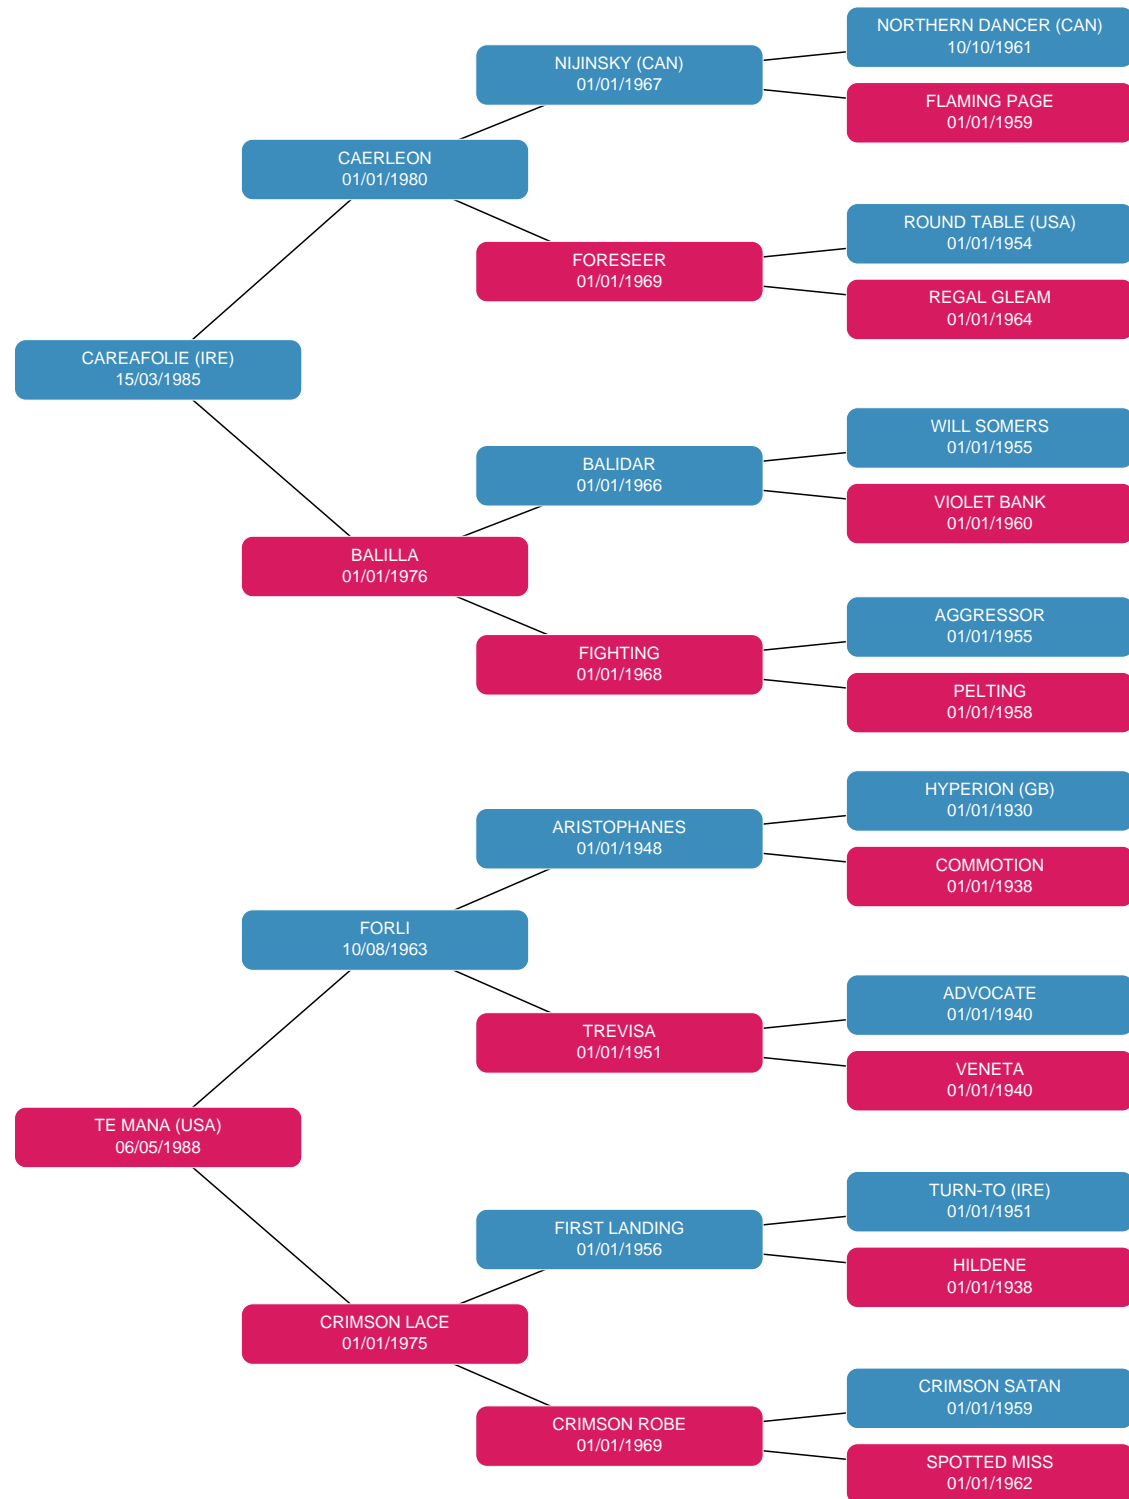 NORTHERN DANCER (CAN)
10/10/1961
NIJINSKY (CAN)
01/01/1967
FLAMING PAGE
01/01/1959
CAERLEON
01/01/1980
ROUND TABLE (USA)
01/01/1954
FORESEER
01/01/1969
REGAL GLEAM
01/01/1964
CAREAFOLIE (IRE)
15/03/1985
WILL SOMERS
01/01/1955
BALIDAR
01/01/1966
VIOLET BANK
01/01/1960
BALILLA
01/01/1976
AGGRESSOR
01/01/1955
FIGHTING
01/01/1968
PELTING
01/01/1958
HYPERION (GB)
01/01/1930
ARISTOPHANES
01/01/1948
COMMOTION
01/01/1938
FORLI
10/08/1963
ADVOCATE
01/01/1940
TREVISA
01/01/1951
VENETA
01/01/1940
TE MANA (USA)
06/05/1988
TURN-TO (IRE)
01/01/1951
FIRST LANDING
01/01/1956
HILDENE
01/01/1938
CRIMSON LACE
01/01/1975
CRIMSON SATAN
01/01/1959
CRIMSON ROBE
01/01/1969
SPOTTED MISS
01/01/1962